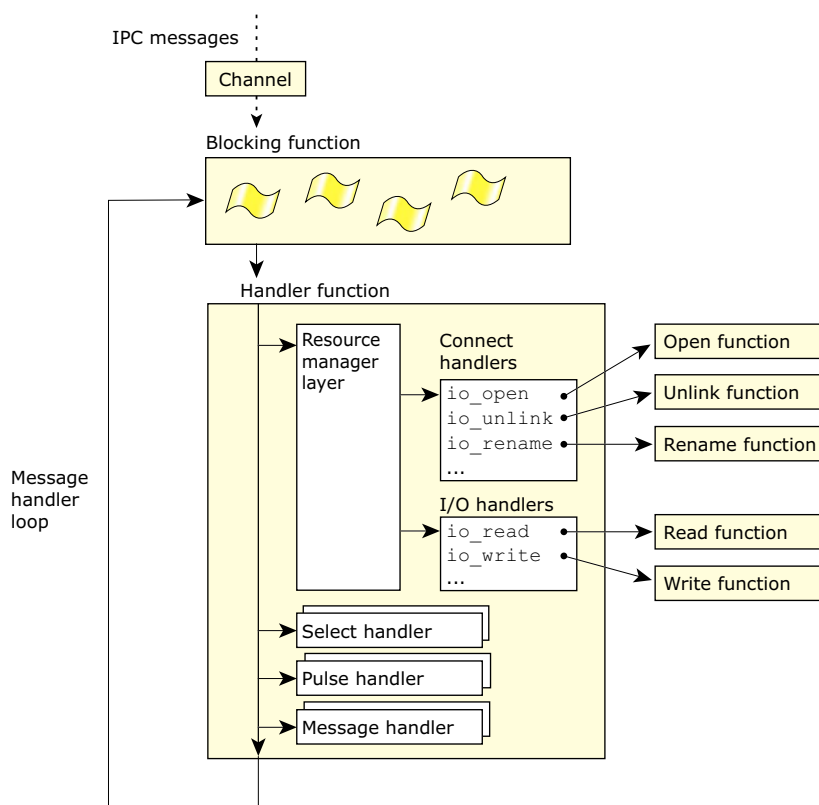 IPC messages
Channel
Blocking function
Handler function
Resource
manager
layer
Connect
handlers
io_open
io_unlink
io_rename
...
I/O handlers
io_read
io_write
...
Open function
Unlink function
Rename function
Read function
Write function
Message
handler
loop
Select handler
Pulse handler
Message handler